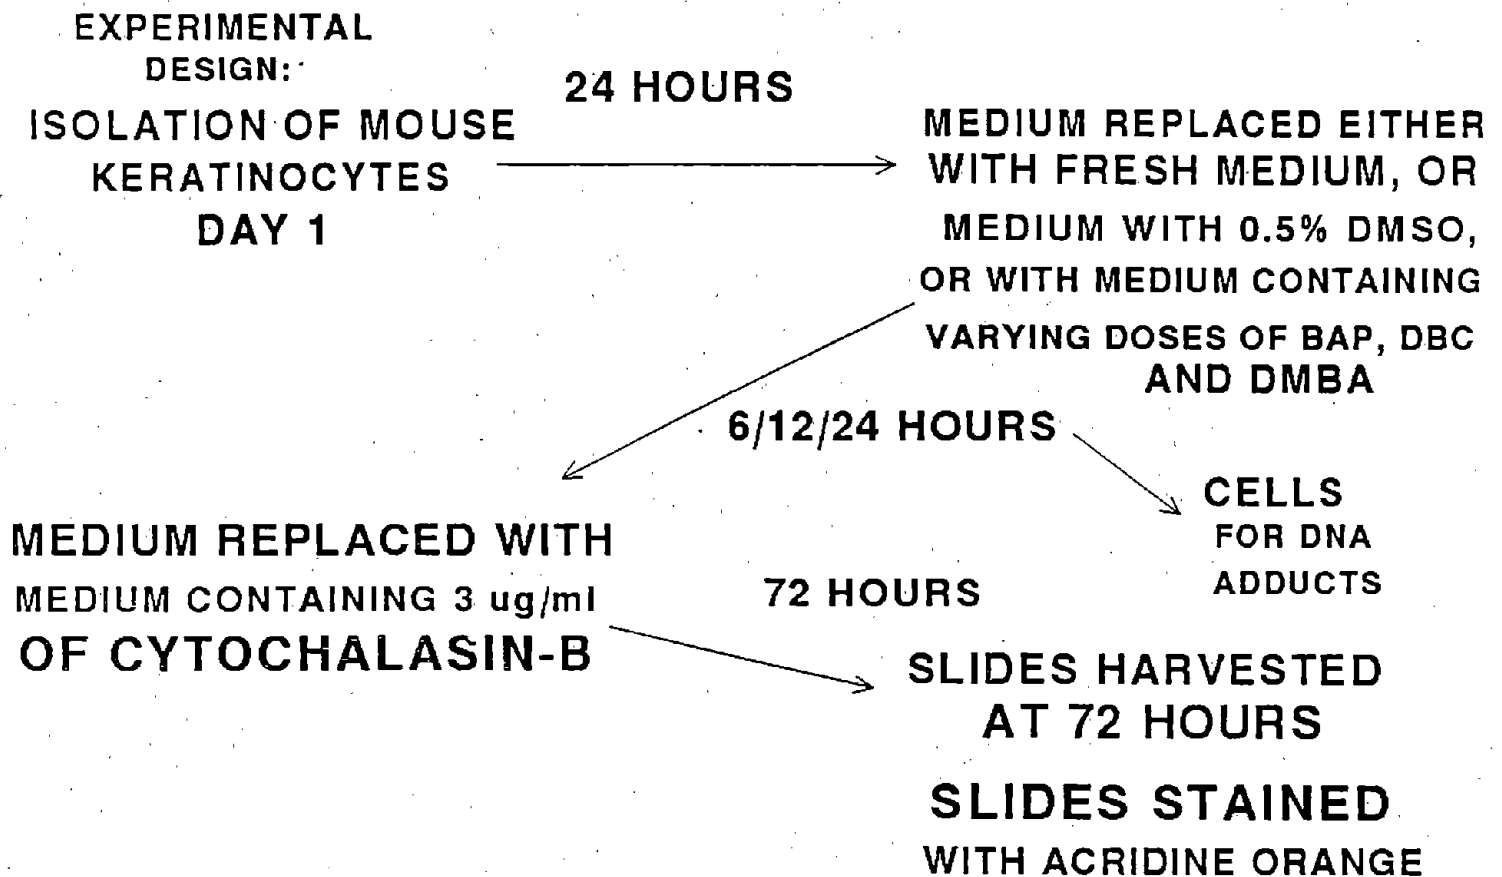 EXPERIMENTAL
DESIGN:
ISOLATION OF MOUSE
KERATINOCYTES
DAY 1
24 HOURS
MEDIUM REPLACED EITHER
WITH FRESH MEDIUM, OR
MEDIUM WITH 0.5% DMSO,
OR WITH MEDIUM CONTAINING
VARYING DOSES OF BAP, DBC
AND DMBA
6/12/24 HOURS
CELLS
FOR DNA
ADDUCTS
MEDIUM REPLACED WITH
MEDIUM CONTAINING 3 ug/ml
OF CYTOCHALASIN-B
72 HOURS
SLIDES HARVESTED
AT 72 HOURS
SLIDES STAINED
WITH ACRIDINE ORANGE